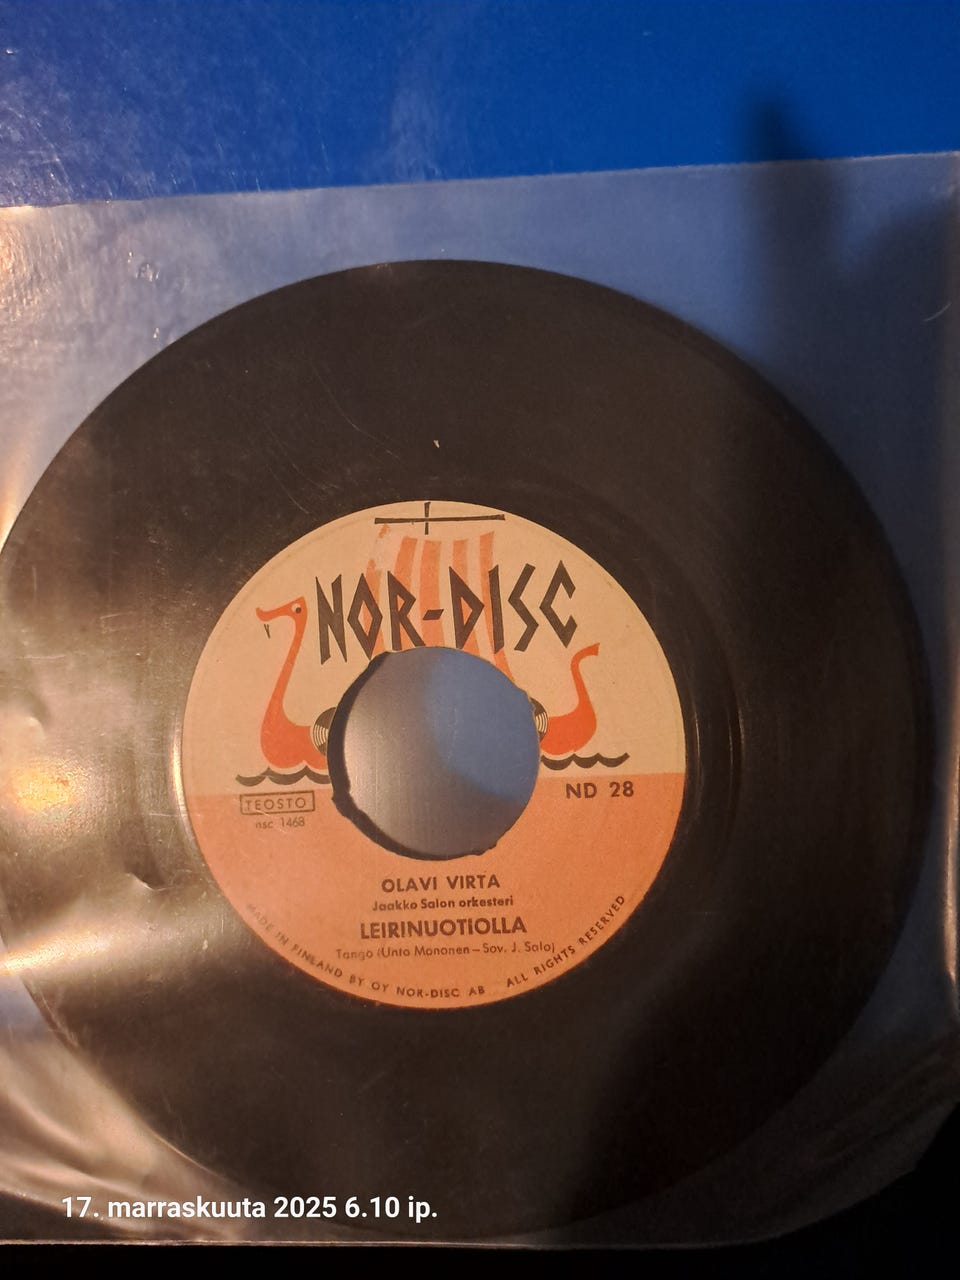 NOR-DISC
TEOSTO
nsc 1468
ND 28
OLAVI VIRTA
Jaakko Salon orkesteri
LEIRINUOTIOLLA
Tango (Unto Mononen – Sov. J. Salo)
MADE IN FINLAND BY OY NOR-DISC AB ALL RIGHTS RESERVED
17. marraskuuta 2025 6.10 ip.